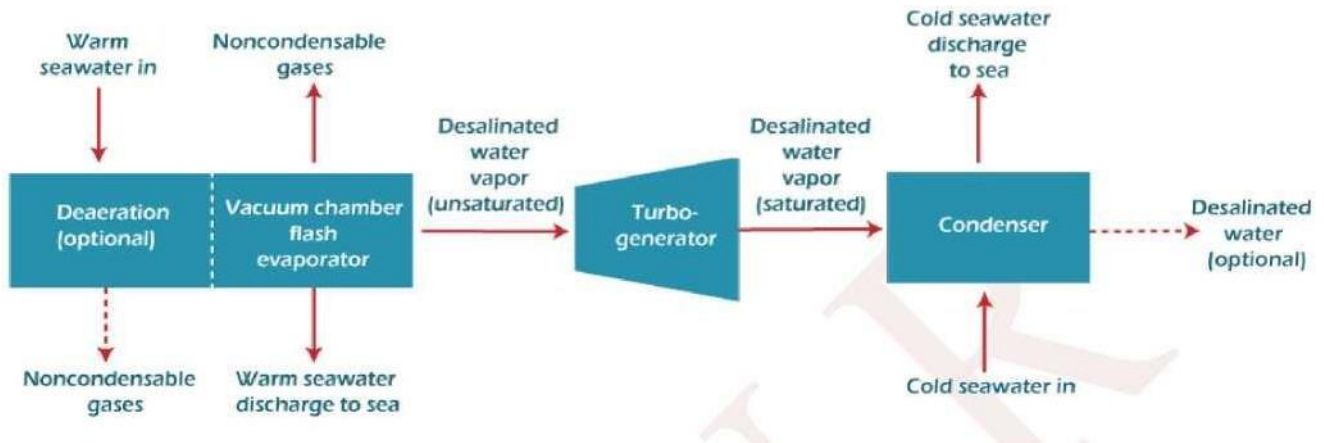 Warm
seawater in
Noncondensable
gases
Cold seawater
discharge
to sea
Desalinated
water
vapor
(unsaturated)
Desalinated
water
vapor
(saturated)
Deaeration
(optional)
Vacuum chamber
flash
evaporator
Turbo-
generator
Condenser
Desalinated
water
(optional)
Noncondensable
gases
Warm seawater
discharge to sea
Cold seawater in